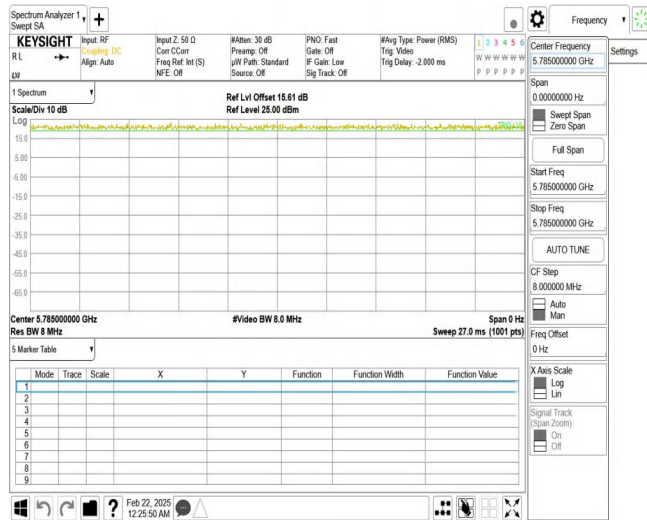 Spectrum Analyzer 1
Swept SA
KEYSIGHT
RL
Input: RF
Coupling: DC
Align: Auto
Input Z: 50 Ω
Corr CCorr
Freq Ref: Int (S)
NFE: Off
#Atten: 30 dB
Preamp: Off
µW Path: Standard
Source: Off
PNO: Fast
Gate: Off
IF Gain: Low
Sig Track: Off
#Avg Type: Power (RMS)
Trig: Video
Trig Delay: -2.000 ms
1 2 3 4 5 6
W W W W W W
P P P P P P
1 Spectrum
Scale/Div 10 dB
Ref Lvl Offset 15.61 dB
Ref Level 25.00 dBm
Log
15.0
5.00
-5.00
-15.0
-25.0
-35.0
-45.0
-55.0
-65.0
Center 5.785000000 GHz
Res BW 8 MHz
#Video BW 8.0 MHz
Span 0 Hz
Sweep 27.0 ms (1001 pts)
5 Marker Table
Mode Trace Scale X Y Function Function Width Function Value
1
2
3
4
5
6
7
8
9
Feb 22, 2025
12:25:50 AM
Frequency
Settings
Center Frequency
5.785000000 GHz
Span
0.00000000 Hz
Swept Span
Zero Span
Full Span
Start Freq
5.785000000 GHz
Stop Freq
5.785000000 GHz
AUTO TUNE
CF Step
8.000000 MHz
Auto
Man
Freq Offset
0 Hz
X Axis Scale
Log
Lin
Signal Track
(Span Zoom)
On
Off